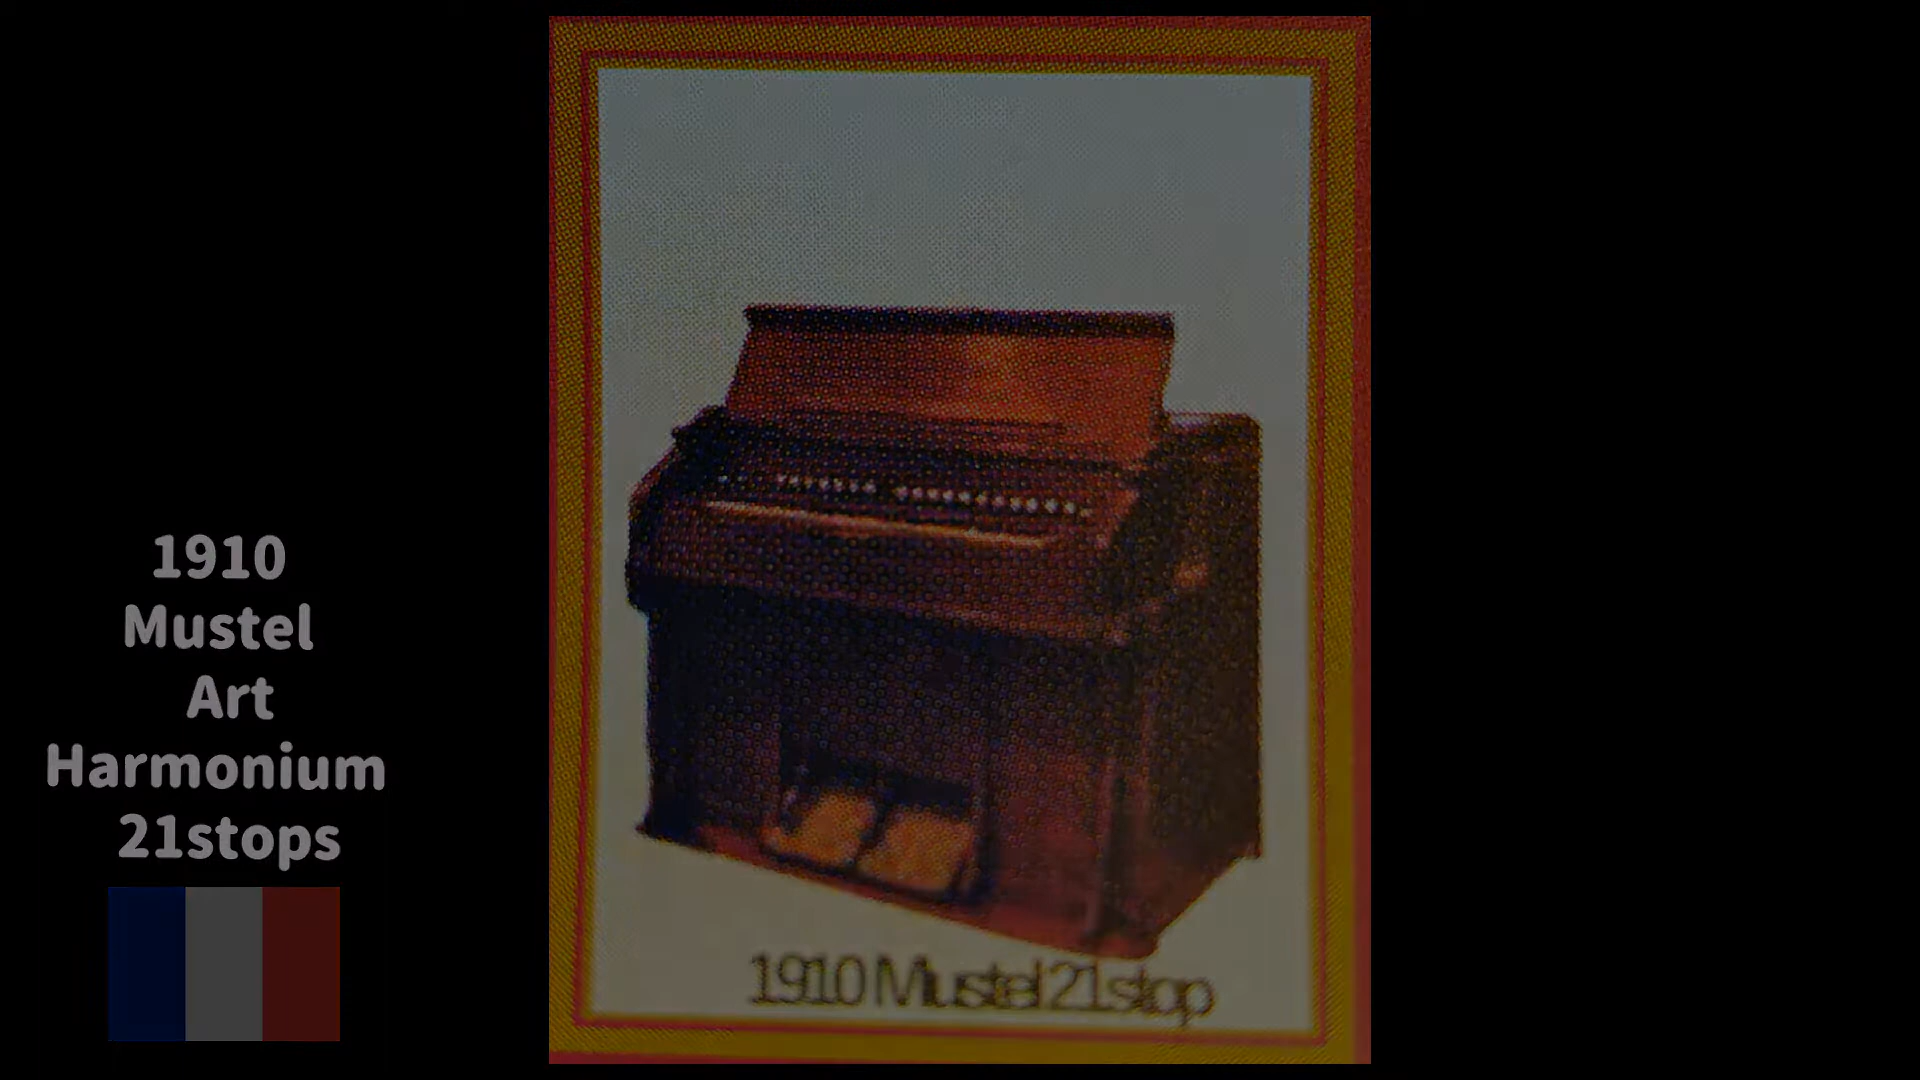 1910
Mustel
Art
Harmonium
21stops
1910 Mustel 21stop